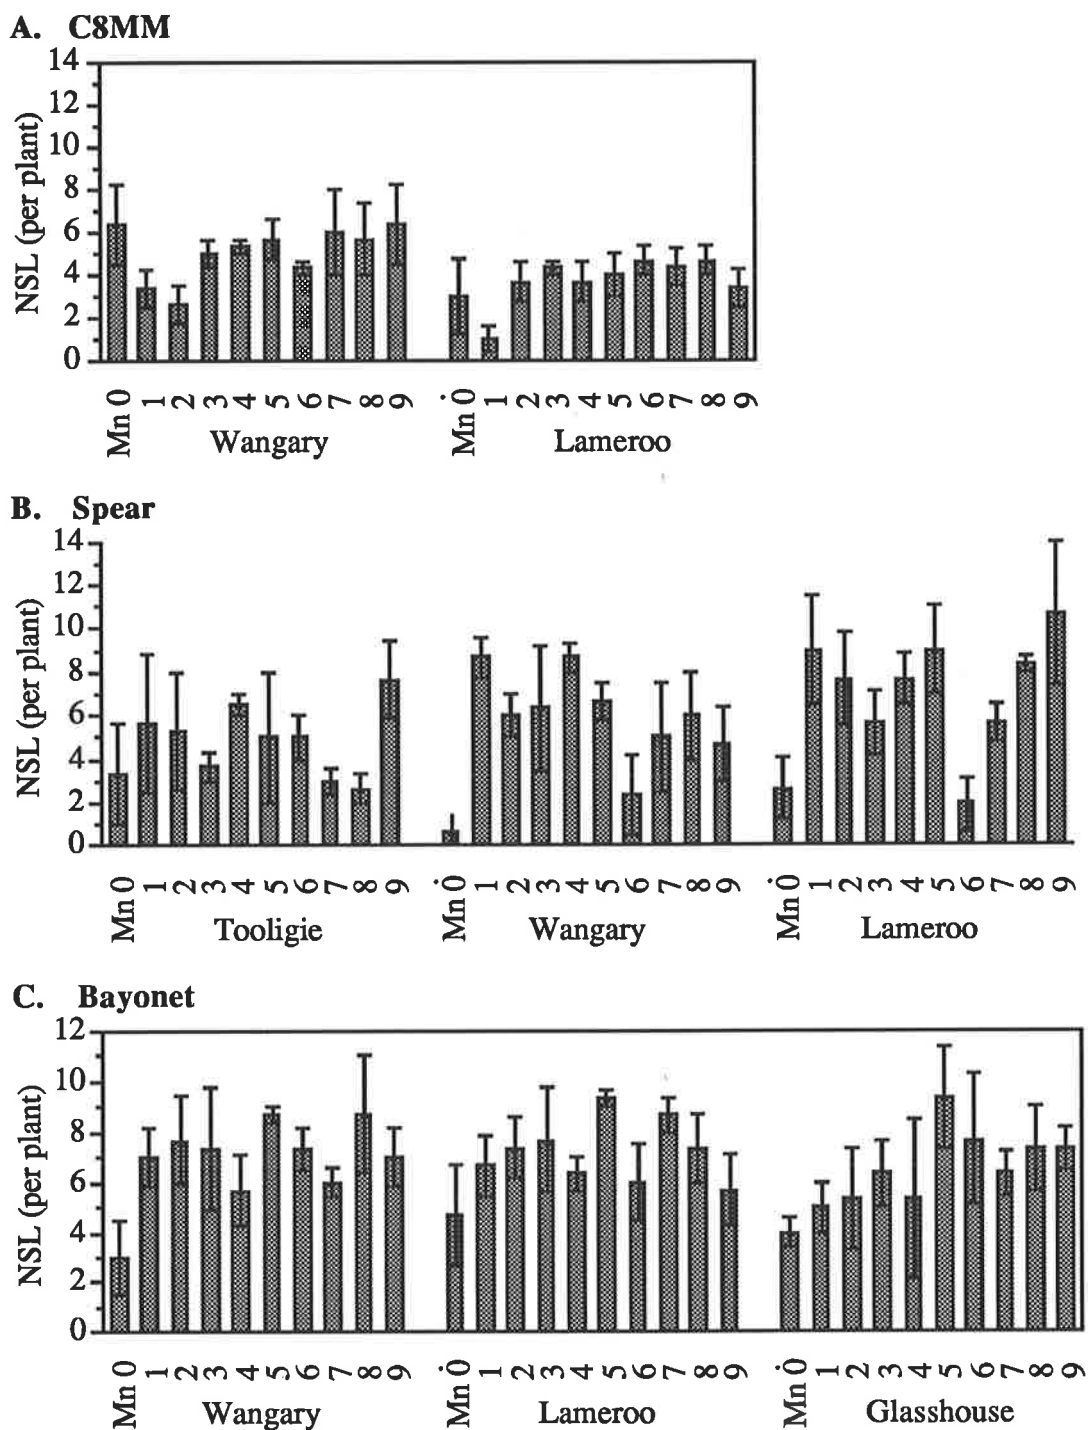 A. C8MM
14
12
10
8
6
4
2
0
NSL (per plant)
Mn 0 1 2 3 4 5 6 7 8 9 Mn 0 1 2 3 4 5 6 7 8 9
Wangary Lameroo
B. Spear
14
12
10
8
6
4
2
0
NSL (per plant)
Mn 0 1 2 3 4 5 6 7 8 9 Mn 0 1 2 3 4 5 6 7 8 9 Mn 0 1 2 3 4 5 6 7 8 9
Tooligie Wangary Lameroo
C. Bayonet
12
10
8
6
4
2
0
NSL (per plant)
Mn 0 1 2 3 4 5 6 7 8 9 Mn 0 1 2 3 4 5 6 7 8 9 Mn 0 1 2 3 4 5 6 7 8 9
Wangary Lameroo Glasshouse